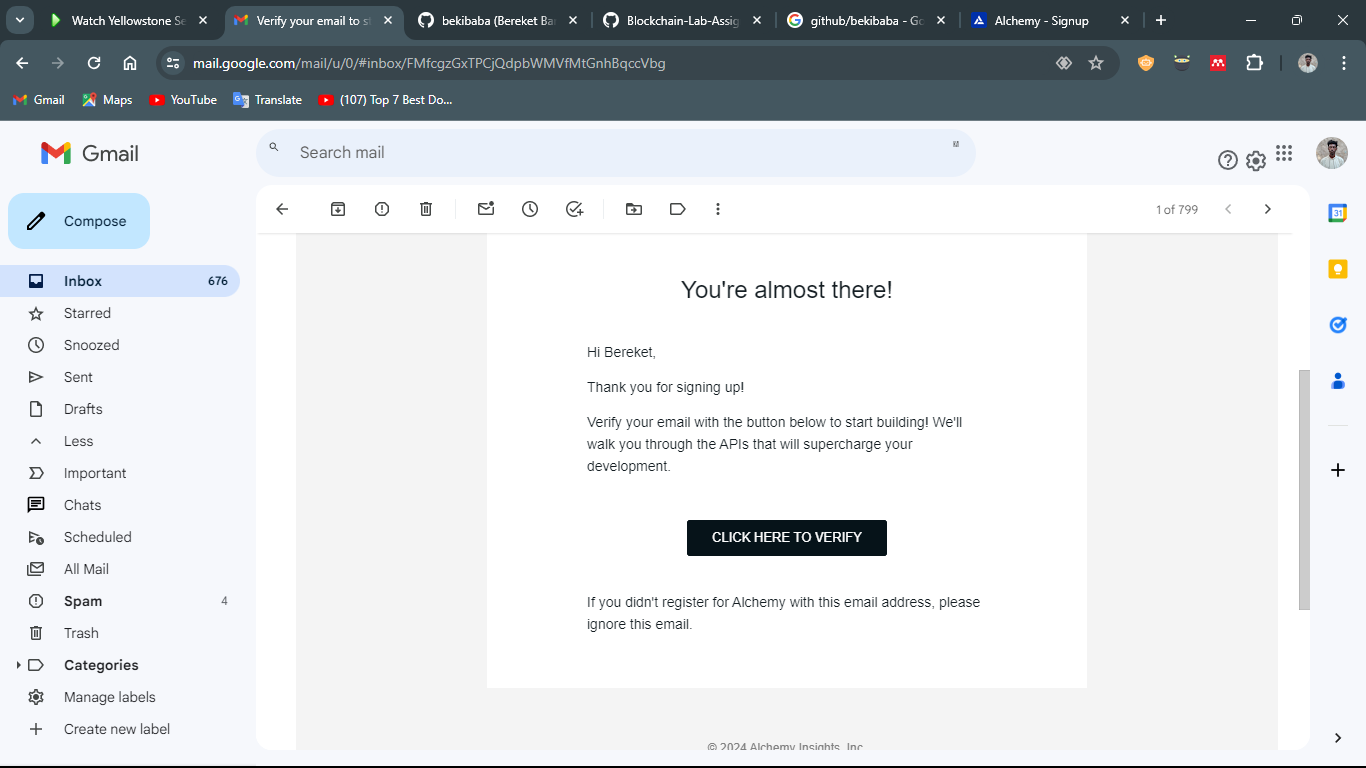 Watch Yellowstone Se
Verify your email to st
bekibaba (Bereket Ba
Blockchain-Lab-Assig
github/bekibaba - Go
Alchemy - Signup
mail.google.com/mail/u/0/#inbox/FMfcgzGxTPCjQdpbWMVfMtGnhBqccVbg
Gmail
Maps
YouTube
Translate
(107) Top 7 Best Do...
Gmail
Search mail
Compose
1 of 799
Inbox 676
Starred
Snoozed
Sent
Drafts
Less
Important
Chats
Scheduled
All Mail
Spam 4
Trash
Categories
Manage labels
Create new label
You're almost there!
Hi Bereket,
Thank you for signing up!
Verify your email with the button below to start building! We'll
walk you through the APIs that will supercharge your
development.
CLICK HERE TO VERIFY
If you didn't register for Alchemy with this email address, please
ignore this email.
© 2024 Alchemy Insights, Inc
31